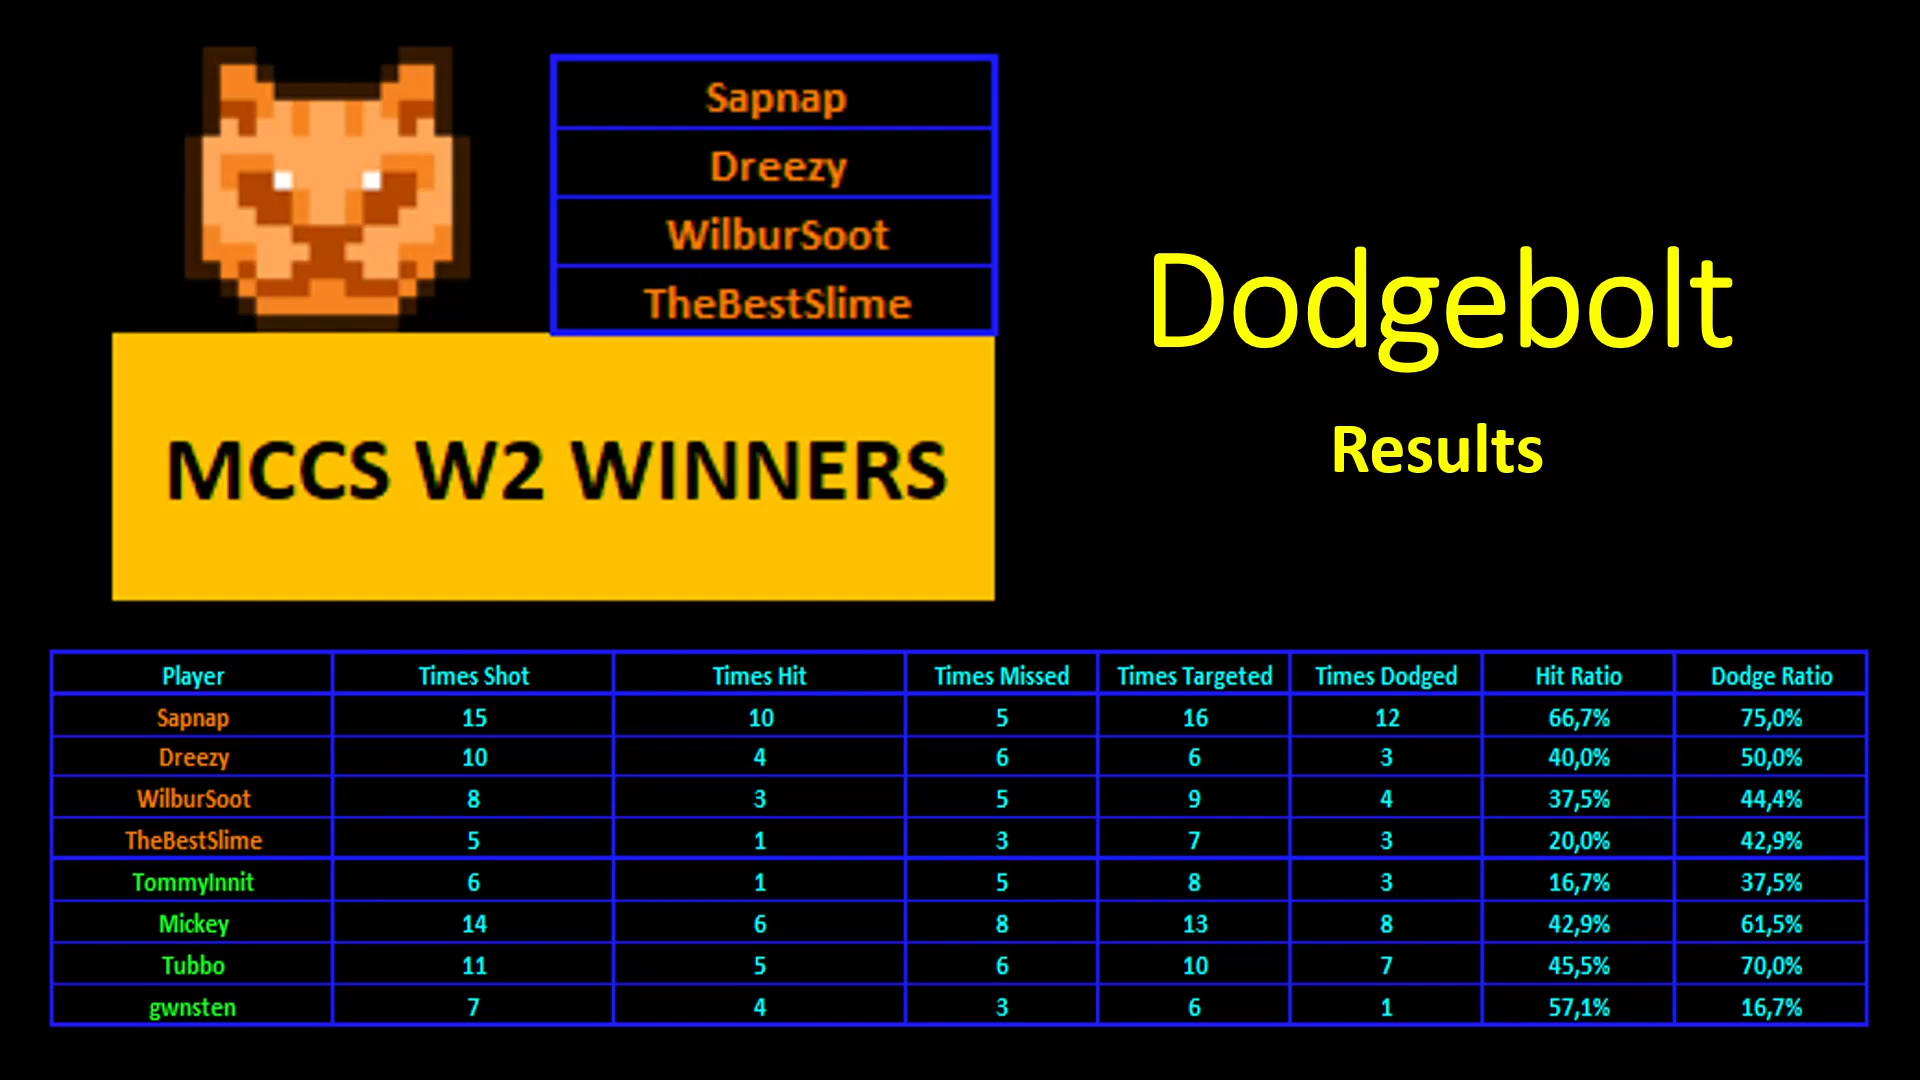 Sapnap
Dreezy
WilburSoot
TheBestSlime
MCCS W2 WINNERS
Dodgebolt
Results
Player Times Shot Times Hit Times Missed Times Targeted Times Dodged Hit Ratio Dodge Ratio
Sapnap 15 10 5 16 12 66,7% 75,0%
Dreezy 10 4 6 6 3 40,0% 50,0%
WilburSoot 8 3 5 9 4 37,5% 44,4%
TheBestSlime 5 1 3 7 3 20,0% 42,9%
TommyInnit 6 1 5 8 3 16,7% 37,5%
Mickey 14 6 8 13 8 42,9% 61,5%
Tubbo 11 5 6 10 7 45,5% 70,0%
gwnsten 7 4 3 6 1 57,1% 16,7%